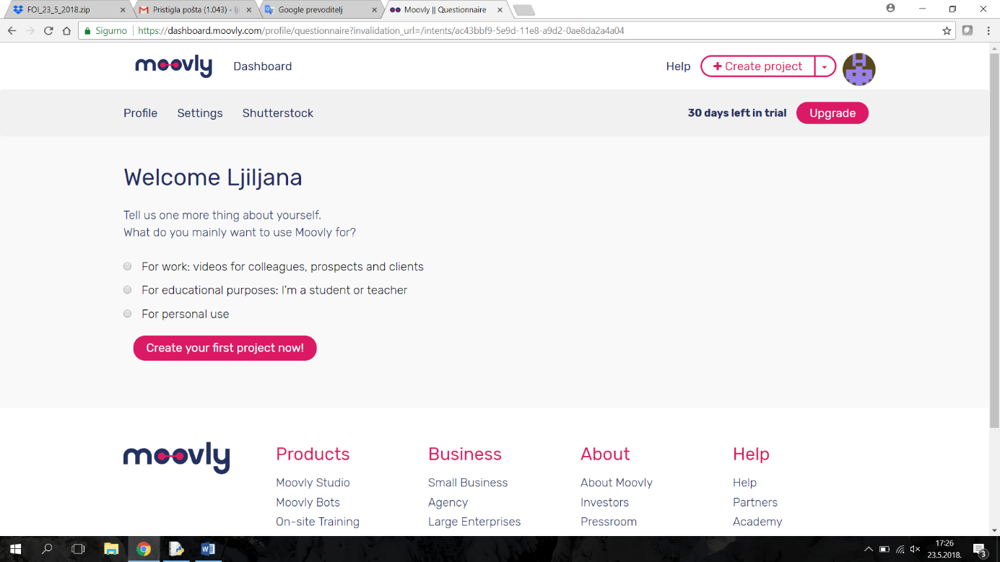 FOI_23_5_2018.zip
Pristigla pošta (1.043) - lji
Google prevoditelj
Moovly || Questionnaire
Sigurno
https://dashboard.moovly.com/profile/questionnaire?invalidation_url=/intents/ac43bbf9-5e9d-11e8-a9d2-0ae8da2a4a04
moovly
Dashboard
Help
+ Create project
Profile
Settings
Shutterstock
30 days left in trial
Upgrade
Welcome Ljiljana
Tell us one more thing about yourself.
What do you mainly want to use Moovly for?
For work: videos for colleagues, prospects and clients
For educational purposes: I'm a student or teacher
For personal use
Create your first project now!
moovly
Products
Moovly Studio
Moovly Bots
On-site Training
Business
Small Business
Agency
Large Enterprises
About
About Moovly
Investors
Pressroom
Help
Help
Partners
Academy
17:26
23.5.2018.
3